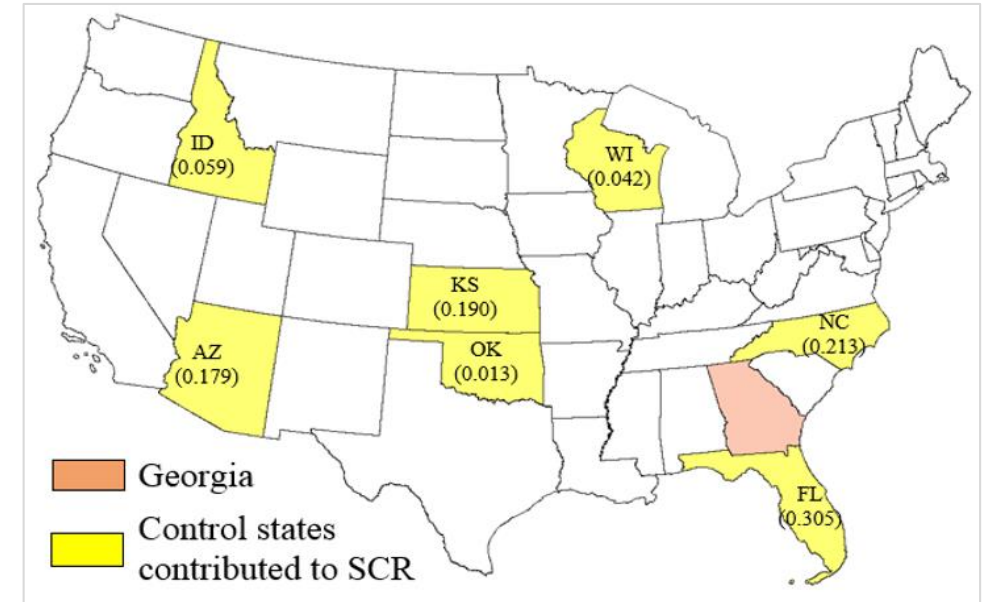 ID
(0.059)
WI
(0.042)
KS
(0.190)
NC
(0.213)
AZ
(0.179)
OK
(0.013)
FL
(0.305)
Georgia
Control states
contributed to SCR